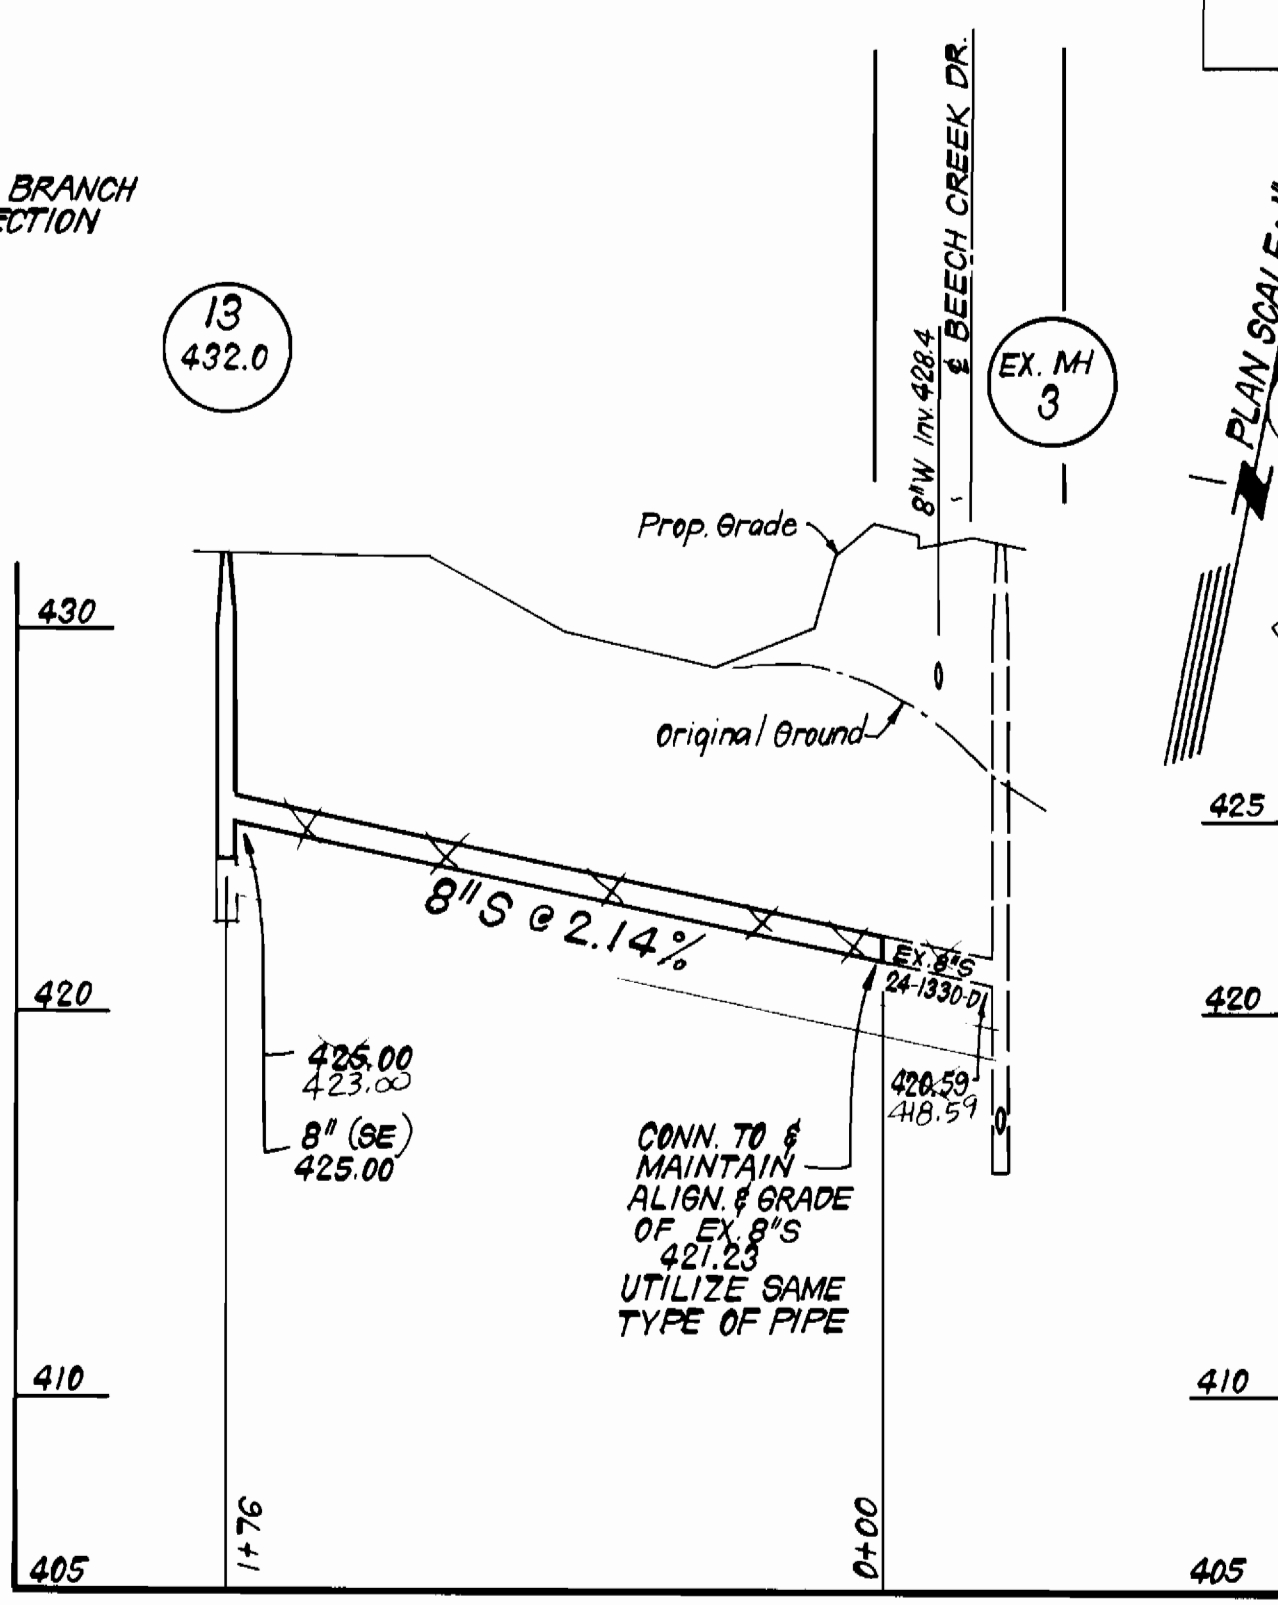 BRANCH
ECTION
13
432.0
8"W Inv. 428.4
℄ BEECH CREEK DR.
EX. MH
3
PLAN SCALE: 1"
Prop. Grade
Original Ground
430
420
410
405
425
420
410
405
8"S @ 2.14%
EX. 8"S
24-1330-D
425.00
423.00
8" (SE)
425.00
420.59
418.59
CONN. TO &
MAINTAIN
ALIGN. & GRADE
OF EX. 8"S
421.23
UTILIZE SAME
TYPE OF PIPE
1+76
0+00